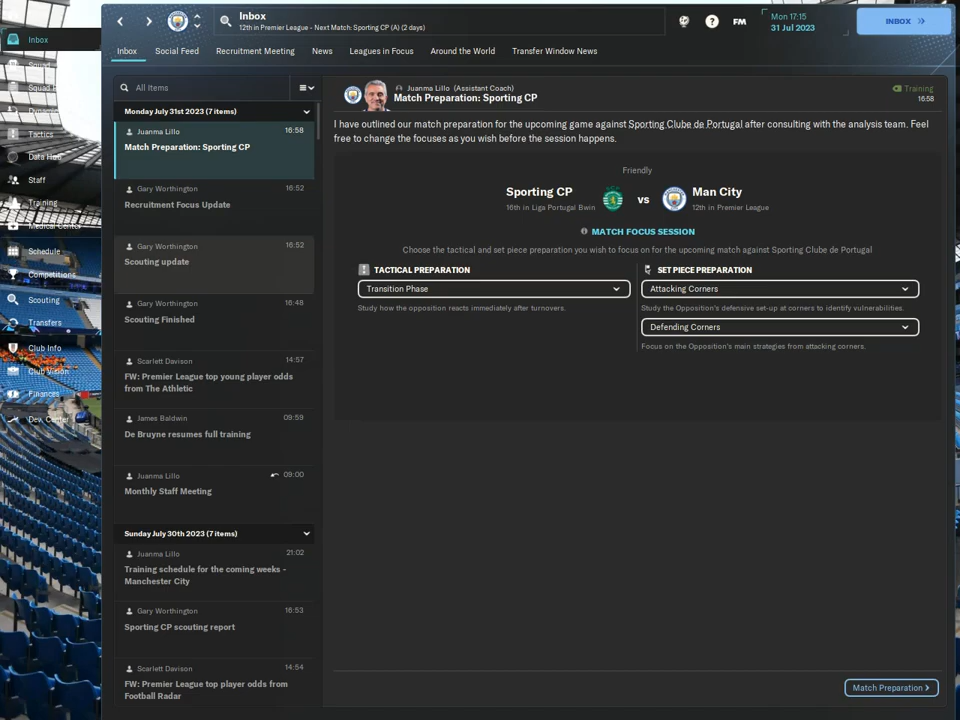 Inbox
12th in Premier League - Next Match: Sporting CP (A) (2 days)
FM
Mon 17:15
31 Jul 2023
INBOX
Inbox
Squad
Tactics
Data Hub
Staff
Training
Medical Center
Schedule
Competitions
Scouting
Transfers
Club Info
Club Vision
Finances
Dev. Center
Inbox Social Feed Recruitment Meeting News Leagues in Focus Around the World Transfer Window News
All Items
Monday July 31st 2023 (7 items)
Juanma Lillo 16:58
Match Preparation: Sporting CP
Gary Worthington 16:52
Recruitment Focus Update
Gary Worthington 16:52
Scouting update
Gary Worthington 16:48
Scouting Finished
Scarlett Davison 14:57
FW: Premier League top young player odds
from The Athletic
James Baldwin 09:59
De Bruyne resumes full training
Juanma Lillo 09:00
Monthly Staff Meeting
Sunday July 30th 2023 (7 items)
Juanma Lillo 21:02
Training schedule for the coming weeks -
Manchester City
Gary Worthington 16:53
Sporting CP scouting report
Scarlett Davison 14:54
FW: Premier League top player odds from
Football Radar
Juanma Lillo (Assistant Coach)
Match Preparation: Sporting CP
Training
16:58
I have outlined our match preparation for the upcoming game against Sporting Clube de Portugal after consulting with the analysis team. Feel
free to change the focuses as you wish before the session happens.
Friendly
Sporting CP
16th in Liga Portugal Bwin
VS
Man City
12th in Premier League
MATCH FOCUS SESSION
Choose the tactical and set piece preparation you wish to focus on for the upcoming match against Sporting Clube de Portugal
TACTICAL PREPARATION
Transition Phase
Study how the opposition reacts immediately after turnovers.
SET PIECE PREPARATION
Attacking Corners
Study the Opposition's defensive set-up at corners to identify vulnerabilities.
Defending Corners
Focus on the Opposition's main strategies from attacking corners.
Match Preparation